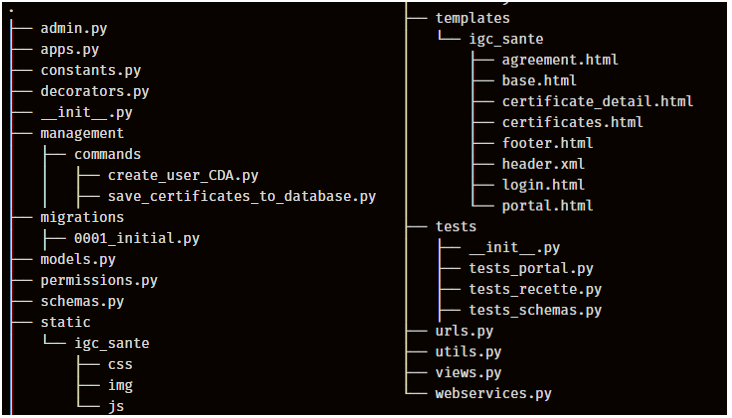 .
├── admin.py
├── apps.py
├── constants.py
├── decorators.py
├── __init__.py
├── management
│   ├── commands
│   │   ├── create_user_CDA.py
│   │   ├── save_certificates_to_database.py
├── migrations
│   ├── 0001_initial.py
├── models.py
├── permissions.py
├── schemas.py
├── static
│   └── igc_sante
│       ├── css
│       ├── img
│       └── js
├── templates
│   └── igc_sante
│       ├── agreement.html
│       ├── base.html
│       ├── certificate_detail.html
│       ├── certificates.html
│       ├── footer.html
│       ├── header.xml
│       ├── login.html
│       └── portal.html
├── tests
│   ├── __init__.py
│   ├── tests_portal.py
│   ├── tests_recette.py
│   ├── tests_schemas.py
├── urls.py
├── utils.py
├── views.py
└── webservices.py